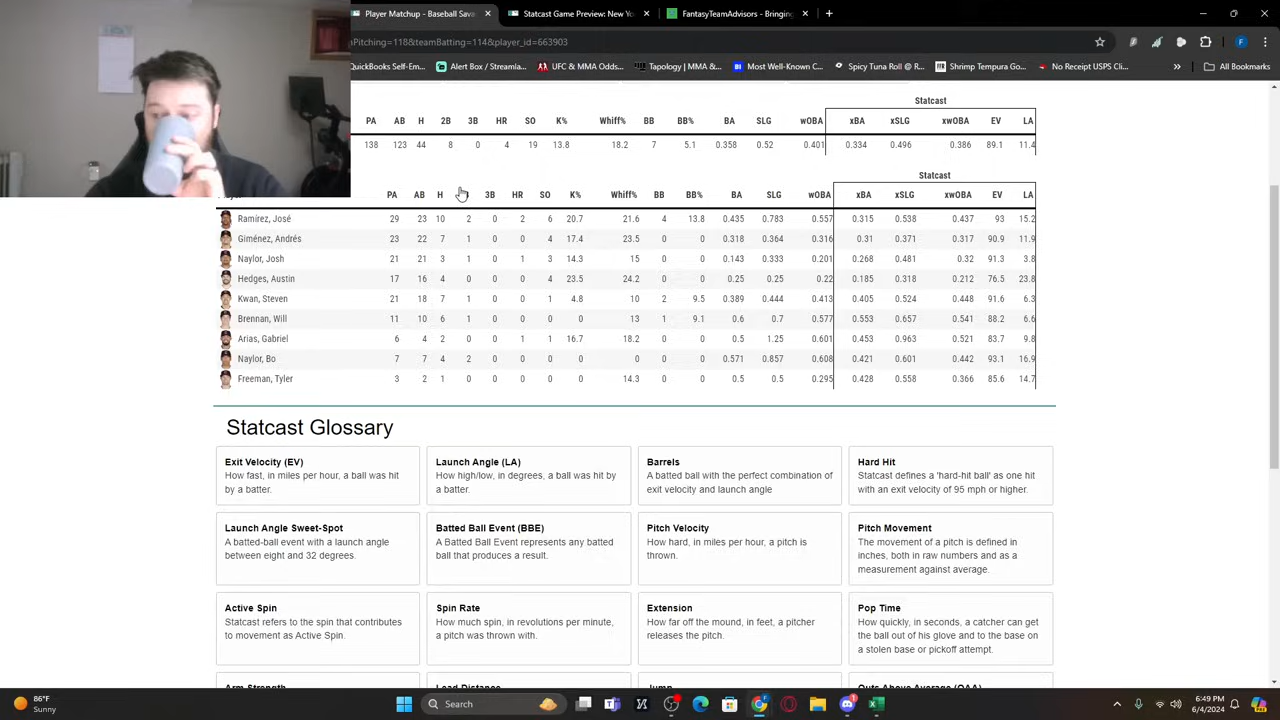 Player Matchup - Baseball Sava
Statcast Game Preview: New Yo
FantasyTeamAdvisors - Bringing
nPitching=118&teamBatting=114&player_id=663903
QuickBooks Self-Em...
Alert Box / Streamla...
UFC & MMA Odds...
Tapology | MMA &...
Most Well-Known C...
Spicy Tuna Roll @ R...
Shrimp Tempura Go...
No Receipt USPS Cli...
All Bookmarks
Statcast
PA AB H 2B 3B HR SO K% Whiff% BB BB% BA SLG wOBA xBA xSLG xwOBA EV LA
138 123 44 8 0 4 19 13.8 18.2 7 5.1 0.358 0.52 0.401 0.334 0.496 0.386 89.1 11.4
Statcast
PA AB H 3B HR SO K% Whiff% BB BB% BA SLG wOBA xBA xSLG xwOBA EV LA
Ramírez, José 29 23 10 2 0 2 6 20.7 21.6 4 13.8 0.435 0.783 0.557 0.315 0.538 0.437 93 15.2
Giménez, Andrés 23 22 7 1 0 0 4 17.4 23.5 0 0 0.318 0.364 0.316 0.31 0.371 0.317 90.9 11.9
Naylor, Josh 21 21 3 1 0 1 3 14.3 15 0 0 0.143 0.333 0.201 0.268 0.481 0.32 91.3 3.8
Hedges, Austin 17 16 4 0 0 0 4 23.5 24.2 0 0 0.25 0.25 0.22 0.185 0.318 0.212 76.5 23.8
Kwan, Steven 21 18 7 1 0 0 1 4.8 10 2 9.5 0.389 0.444 0.413 0.405 0.524 0.448 91.6 6.3
Brennan, Will 11 10 6 1 0 0 0 0 13 1 9.1 0.6 0.7 0.577 0.553 0.657 0.541 88.2 6.6
Arias, Gabriel 6 4 2 0 0 1 1 16.7 18.2 0 0 0.5 1.25 0.601 0.453 0.963 0.521 83.7 9.8
Naylor, Bo 7 7 4 2 0 0 0 0 0 0 0 0.571 0.857 0.608 0.421 0.601 0.442 93.1 16.9
Freeman, Tyler 3 2 1 0 0 0 0 0 14.3 0 0 0.5 0.5 0.295 0.428 0.558 0.366 85.6 14.7
Statcast Glossary
Exit Velocity (EV)
How fast, in miles per hour, a ball was hit
by a batter.
Launch Angle (LA)
How high/low, in degrees, a ball was hit by
a batter.
Barrels
A batted ball with the perfect combination of
exit velocity and launch angle
Hard Hit
Statcast defines a 'hard-hit ball' as one hit
with an exit velocity of 95 mph or higher.
Launch Angle Sweet-Spot
A batted-ball event with a launch angle
between eight and 32 degrees.
Batted Ball Event (BBE)
A Batted Ball Event represents any batted
ball that produces a result.
Pitch Velocity
How hard, in miles per hour, a pitch is
thrown.
Pitch Movement
The movement of a pitch is defined in
inches, both in raw numbers and as a
measurement against average.
Active Spin
Statcast refers to the spin that contributes
to movement as Active Spin.
Spin Rate
How much spin, in revolutions per minute,
a pitch was thrown with.
Extension
How far off the mound, in feet, a pitcher
releases the pitch.
Pop Time
How quickly, in seconds, a catcher can get
the ball out of his glove and to the base on
a stolen base or pickoff attempt.
Arm Strength
Lead Distance
Jump
Outs Above Average (OAA)
86°F
Sunny
Search
6:49 PM
6/4/2024